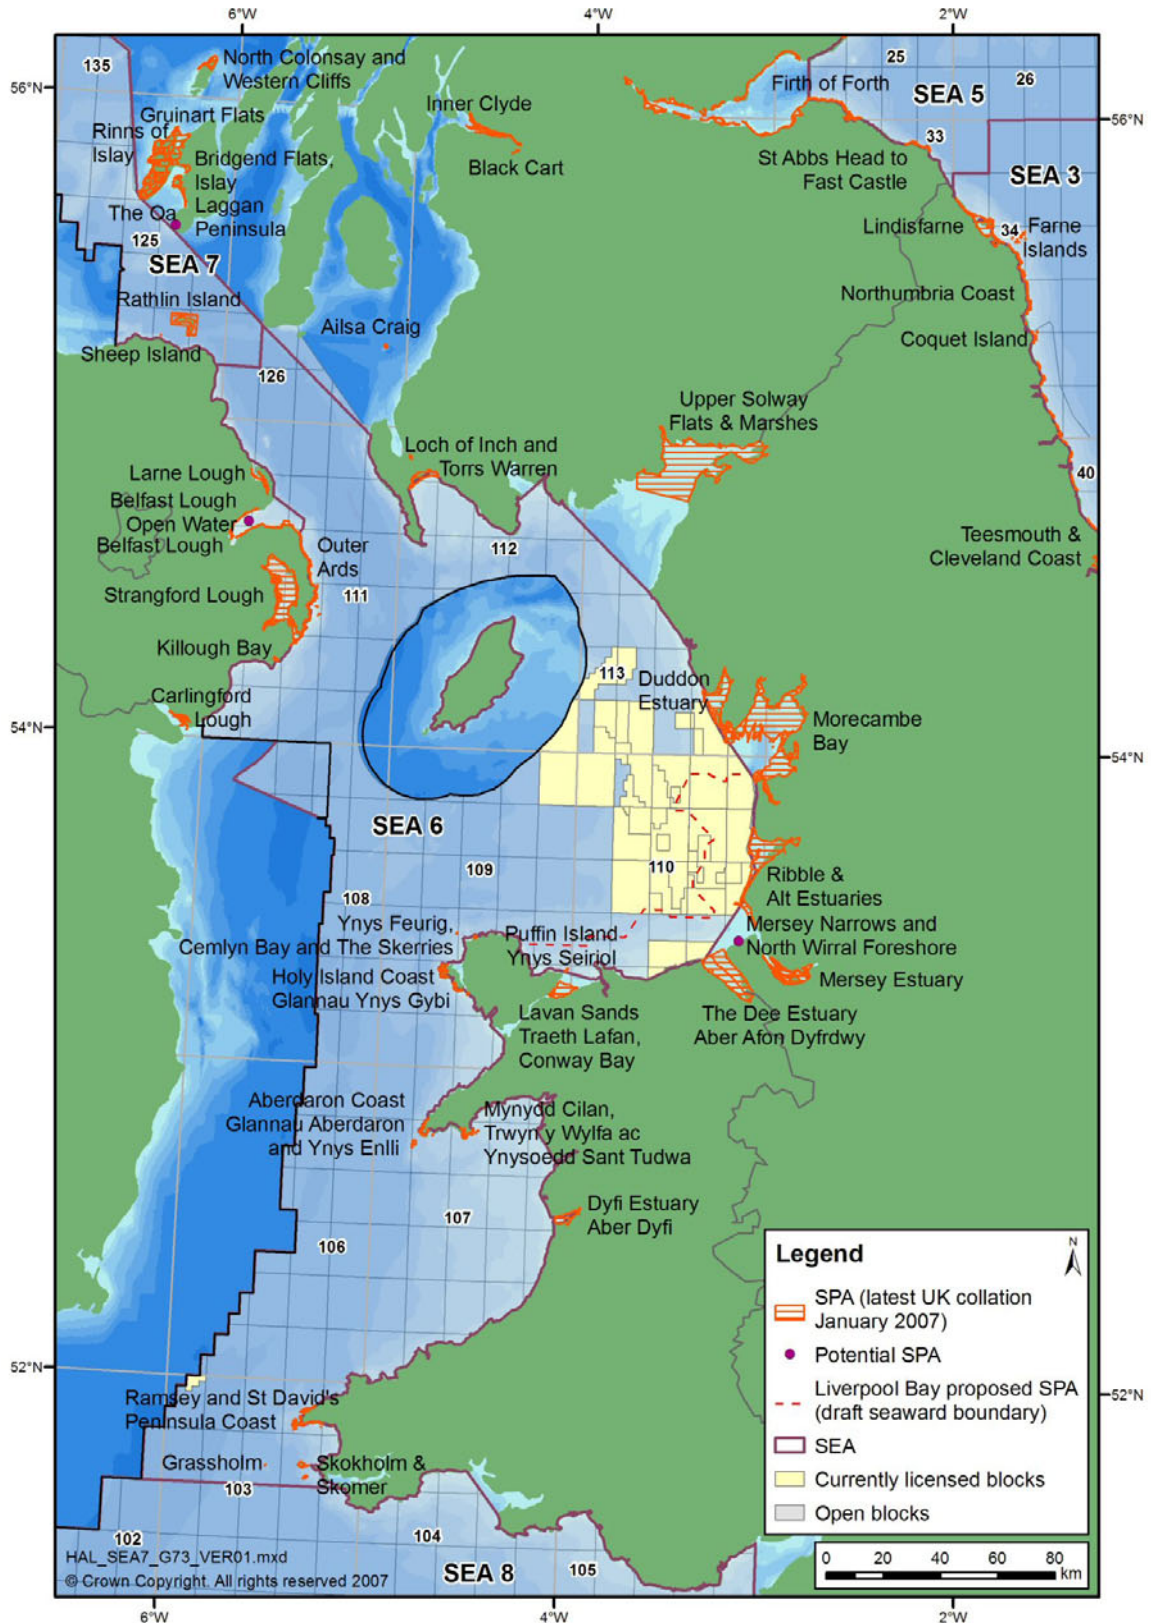 6°W
4°W
2°W
135
North Colonsay and
Western Cliffs
25
Firth of Forth
SEA 5
26
56°N
Gruinart Flats
Inner Clyde
56°N
Rinns of
Islay
Bridgend Flats,
Islay
Black Cart
33
St Abbs Head to
Fast Castle
SEA 3
Laggan
Peninsula
The Oa
125
Lindisfarne
34
Farne
Islands
SEA 7
Rathlin Island
Northumbria Coast
Ailsa Craig
Coquet Island
Sheep Island
126
Upper Solway
Flats & Marshes
Loch of Inch and
Torrs Warren
Larne Lough
40
Belfast Lough
Open Water
Belfast Lough
Outer
Ards
112
Teesmouth &
Cleveland Coast
Strangford Lough
111
Killough Bay
113
Duddon
Estuary
Carlingford
Lough
Morecambe
Bay
54°N
54°N
SEA 6
109
110
108
Ribble &
Alt Estuaries
Ynys Feurig,
Cemlyn Bay and The Skerries
Puffin Island
Ynys Seiriol
Mersey Narrows and
North Wirral Foreshore
Holy Island Coast
Glannau Ynys Gybi
Mersey Estuary
Lavan Sands
Traeth Lafan,
Conway Bay
The Dee Estuary
Aber Afon Dyfrdwy
Aberdaron Coast
Glannau Aberdaron
and Ynys Enlli
Mynydd Cilan,
Trwyn y Wylfa ac
Ynysoedd Sant Tudwa
Dyfi Estuary
Aber Dyfi
107
106
Legend
N
SPA (latest UK collation
January 2007)
Potential SPA
Liverpool Bay proposed SPA
(draft seaward boundary)
SEA
Currently licensed blocks
Open blocks
0 20 40 60 80
km
52°N
52°N
Ramsey and St David's
Peninsula Coast
Grassholm
Skokholm &
Skomer
103
102
104
105
SEA 8
HAL_SEA7_G73_VER01.mxd
© Crown Copyright. All rights reserved 2007
6°W
4°W
2°W